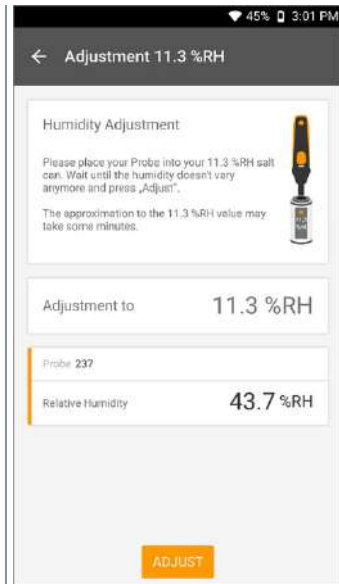 45% 3:01 PM
Adjustment 11.3 %RH
Humidity Adjustment
Please place your Probe into your 11.3 %RH salt
can. Wait until the humidity doesn't vary
anymore and press „Adjust".
The approximation to the 11.3 %RH value may
take some minutes.
Adjustment to 11.3 %RH
Probe 237
Relative Humidity 43.7 %RH
ADJUST